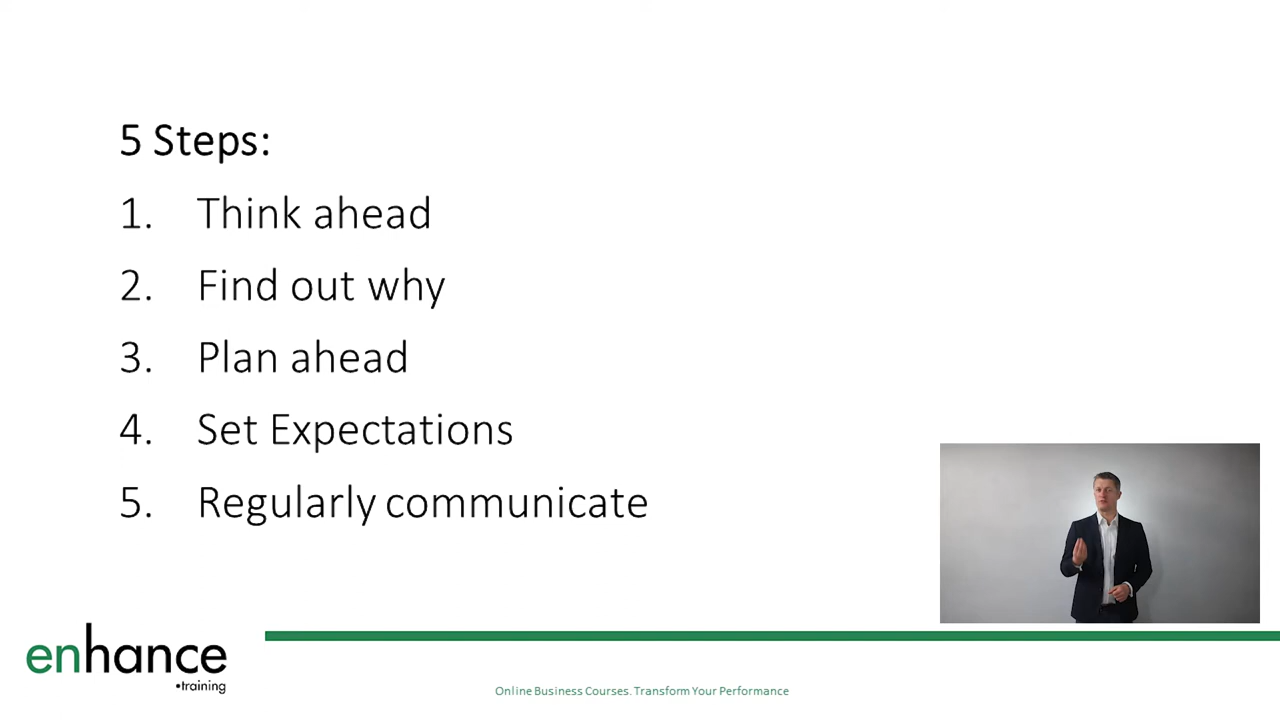 5 Steps:
1. Think ahead
2. Find out why
3. Plan ahead
4. Set Expectations
5. Regularly communicate
enhance
•training
Online Business Courses. Transform Your Performance